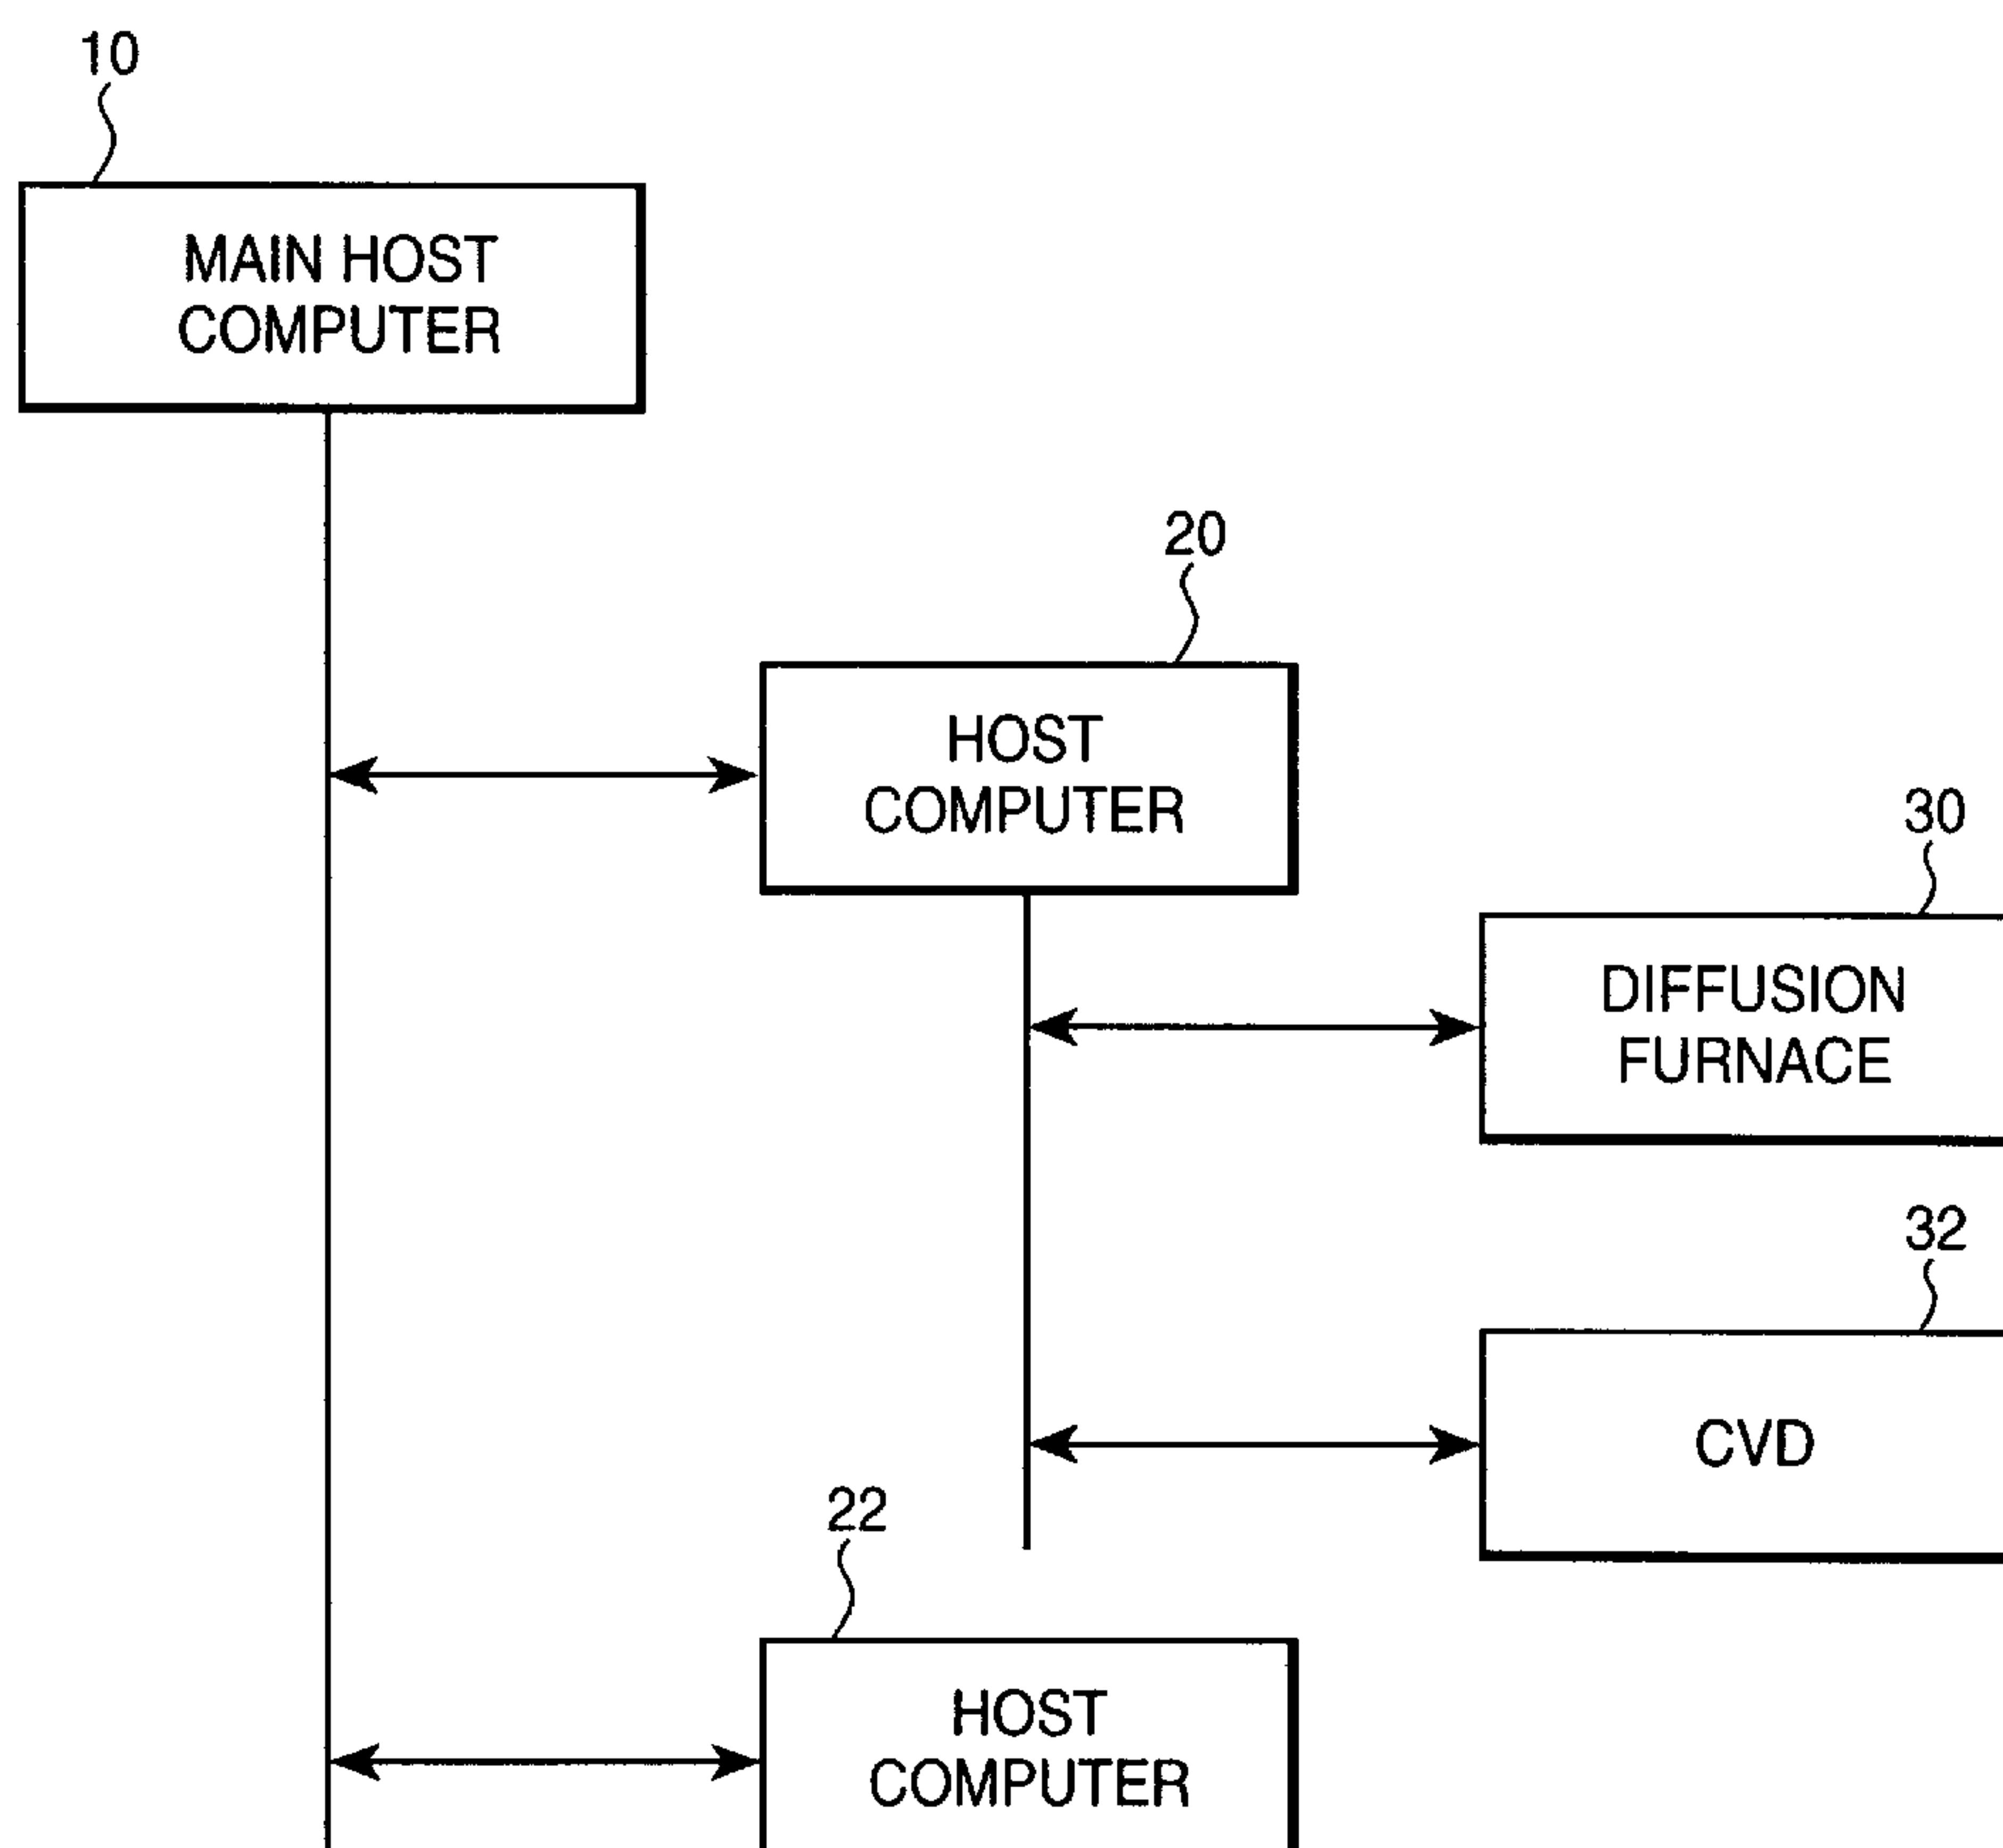 10
MAIN HOST
COMPUTER
20
HOST
COMPUTER
30
DIFFUSION
FURNACE
32
CVD
22
HOST
COMPUTER